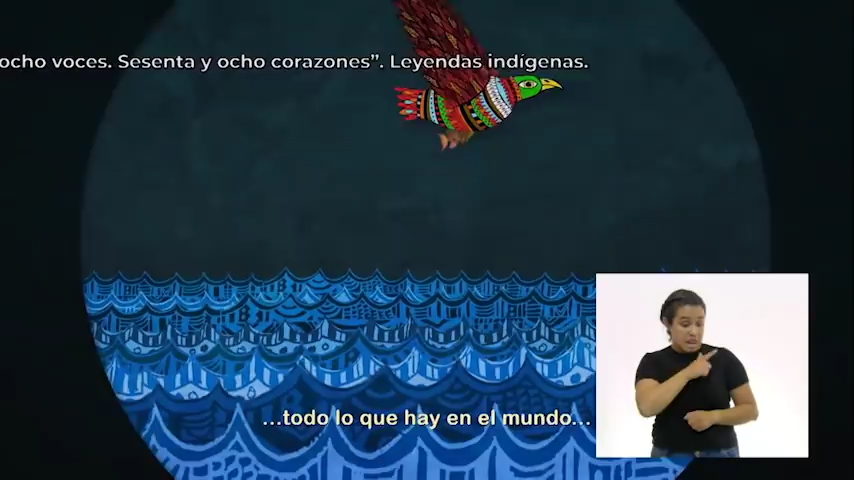 ocho voces. Sesenta y ocho corazones”. Leyendas indígenas.
...todo lo que hay en el mundo...